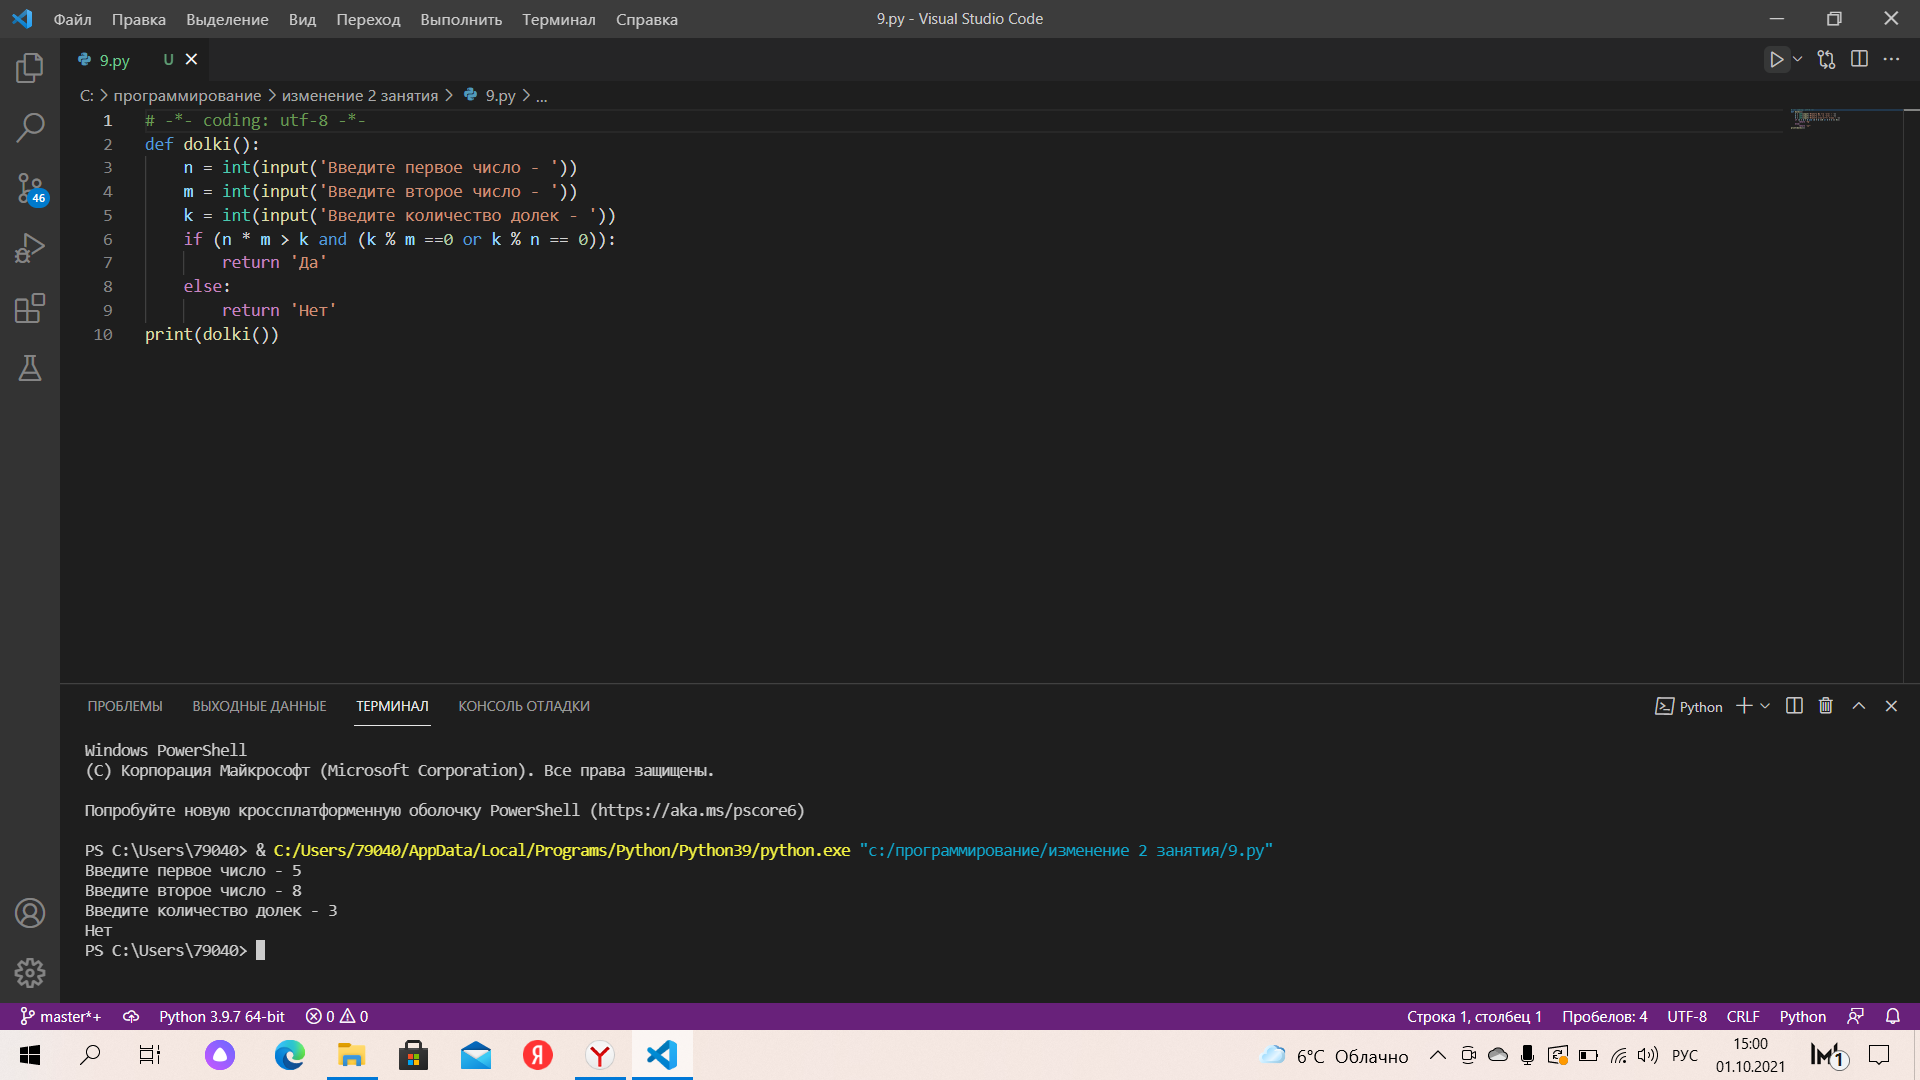 Файл Правка Выделение Вид Переход Выполнить Терминал Справка 9.py - Visual Studio Code
9.py U
C: программирование изменение 2 занятия 9.py ...
1 # -*- coding: utf-8 -*-
2 def dolki():
3 n = int(input('Введите первое число - '))
4 m = int(input('Введите второе число - '))
5 k = int(input('Введите количество долек - '))
6 if (n * m > k and (k % m ==0 or k % n == 0)):
7 return 'Да'
8 else:
9 return 'Нет'
10 print(dolki())
46
ПРОБЛЕМЫ ВЫХОДНЫЕ ДАННЫЕ ТЕРМИНАЛ КОНСОЛЬ ОТЛАДКИ Python
Windows PowerShell
(C) Корпорация Майкрософт (Microsoft Corporation). Все права защищены.
Попробуйте новую кроссплатформенную оболочку PowerShell (https://aka.ms/pscore6)
PS C:\Users\79040> & C:/Users/79040/AppData/Local/Programs/Python/Python39/python.exe "c:/программирование/изменение 2 занятия/9.py"
Введите первое число - 5
Введите второе число - 8
Введите количество долек - 3
Нет
PS C:\Users\79040>
master*+ Python 3.9.7 64-bit 0 0 Строка 1, столбец 1 Пробелов: 4 UTF-8 CRLF Python
6°C Облачно РУС 15:00
01.10.2021
1